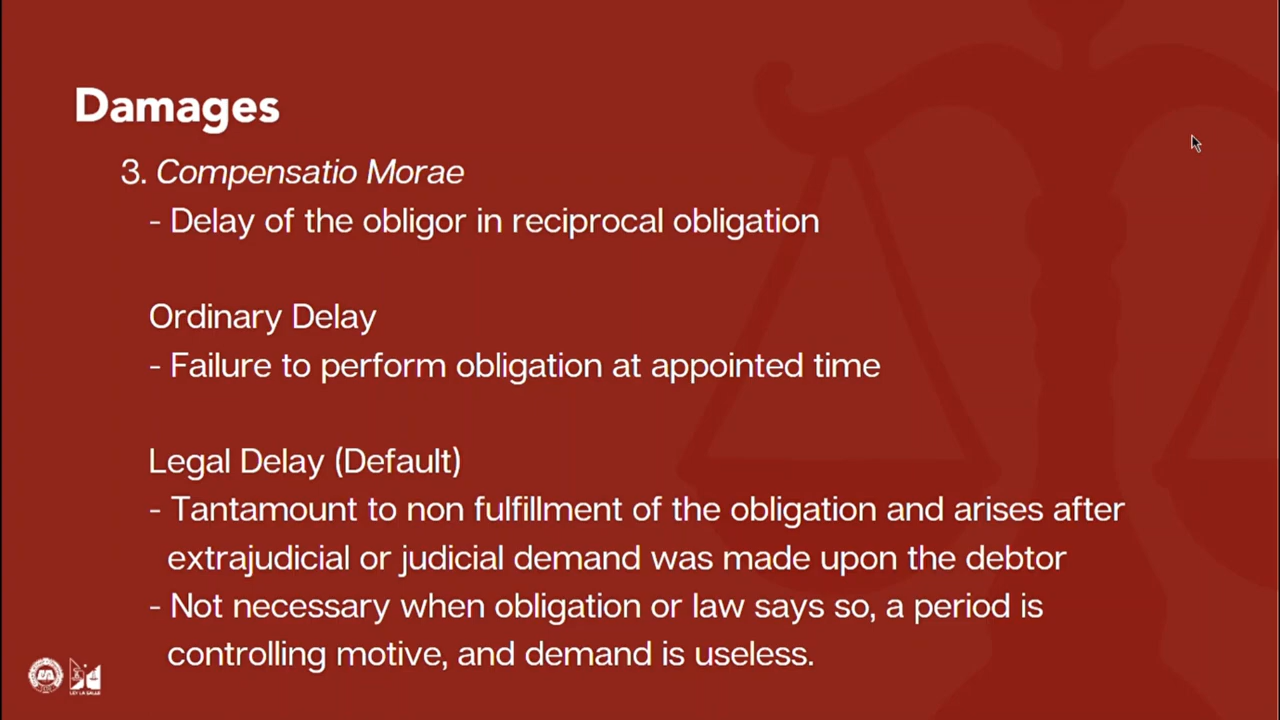 Damages
3. Compensatio Morae
- Delay of the obligor in reciprocal obligation
Ordinary Delay
- Failure to perform obligation at appointed time
Legal Delay (Default)
- Tantamount to non fulfillment of the obligation and arises after
extrajudicial or judicial demand was made upon the debtor
- Not necessary when obligation or law says so, a period is
controlling motive, and demand is useless.